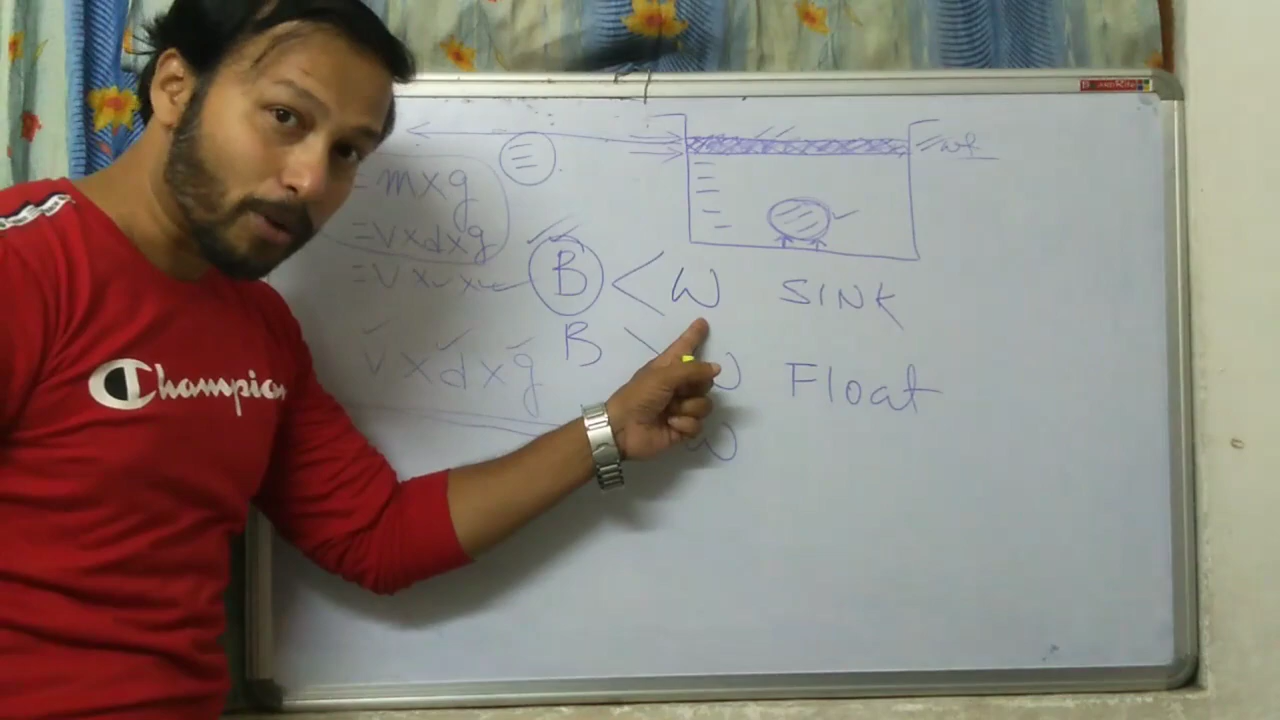 = m x g
= V x d x g
= V x
V x d x g
B < W SINK
B > W Float
W
Champion